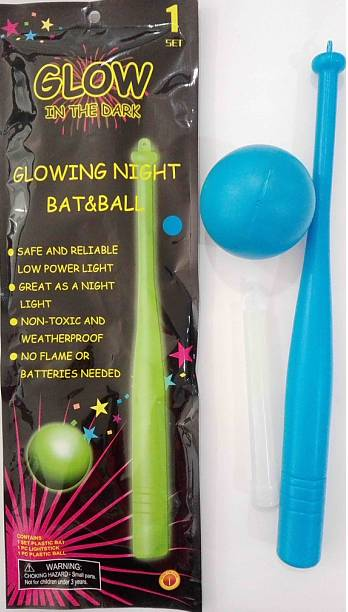 1
SET
GLOW
IN THE DARK
GLOWING NIGHT
BAT&BALL
SAFE AND RELIABLE
LOW POWER LIGHT
GREAT AS A NIGHT
LIGHT
NON-TOXIC AND
WEATHERPROOF
NO FLAME OR
BATTERIES NEEDED
CONTAINS
1 SET PLASTIC BAT
1 PC LIGHTSTICK
1 PC PLASTIC BALL
WARNING:
CHOKING HAZARD - Small parts.
Not for children under 3 years.